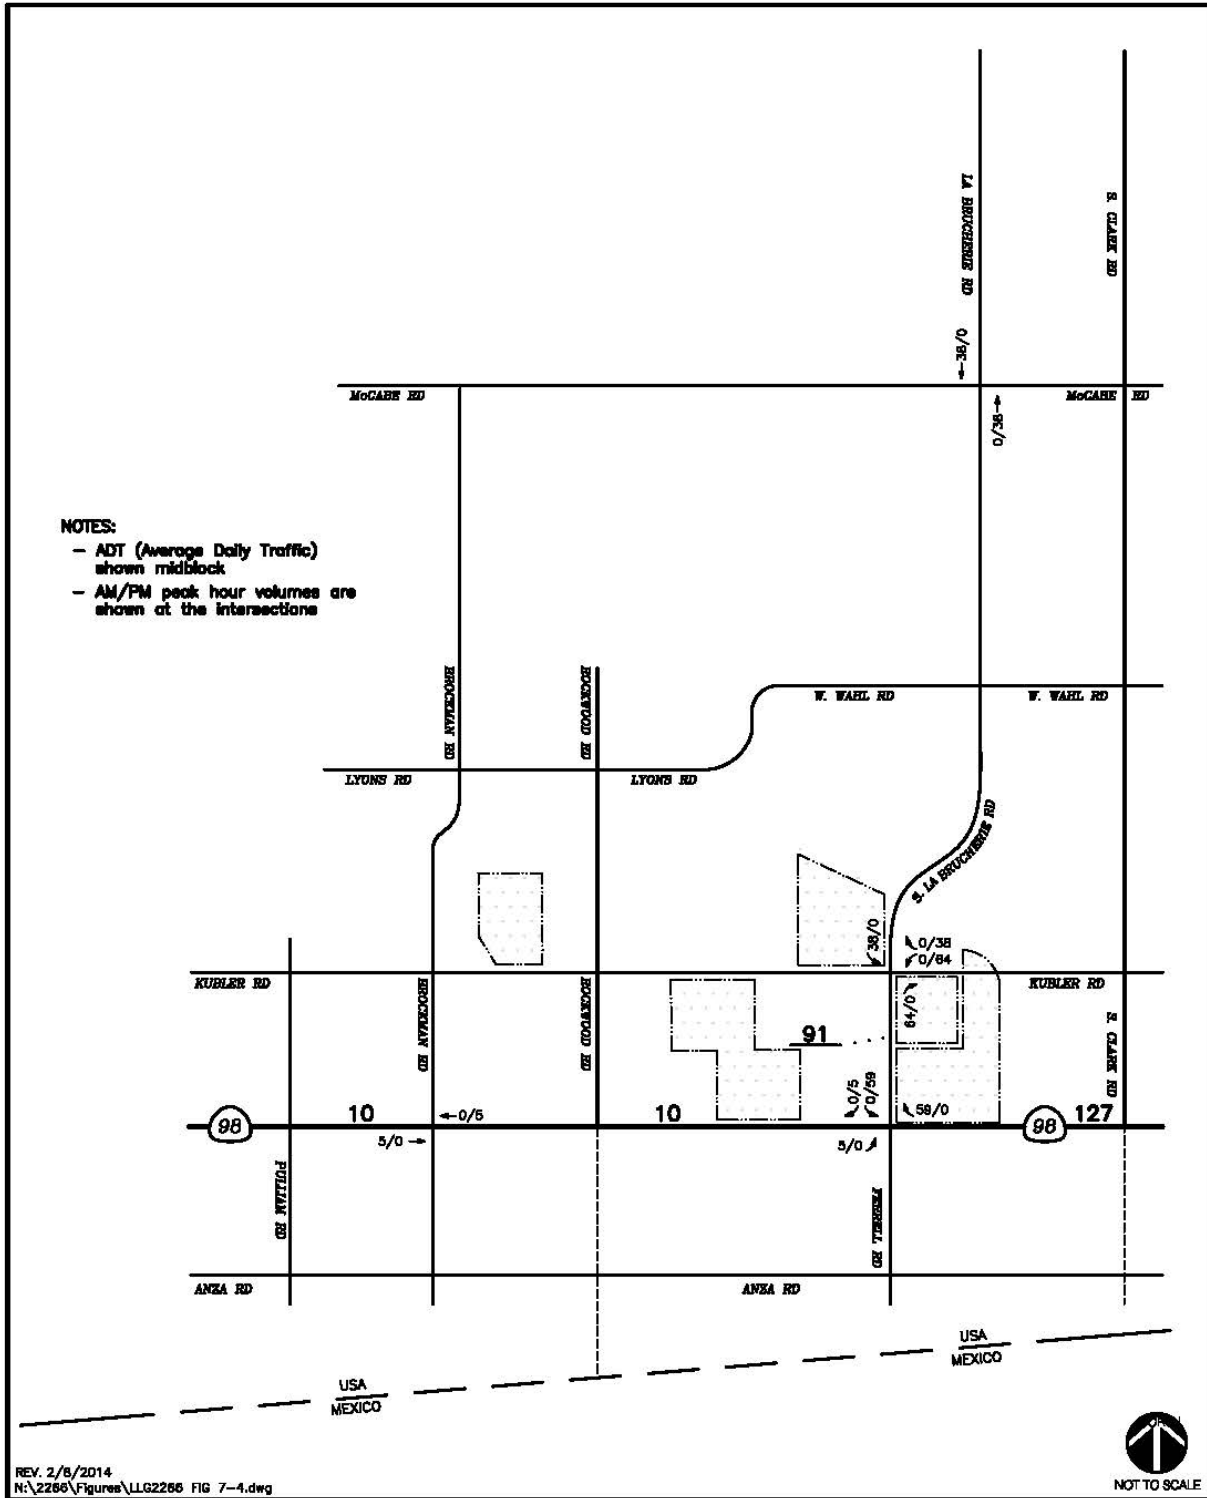 LA BRUCHERIE RD
S. CLARK RD
38/0
McCABE RD
McCABE RD
0/38
NOTES:
– ADT (Average Daily Traffic)
shown midblock
– AM/PM peak hour volumes are
shown at the intersections
BROCKMAN RD
ROCKWOOD RD
W. WAHL RD
W. WAHL RD
LYONS RD
LYONS RD
S. LA BRUCHERIE RD
38/0
0/38
0/64
KUBLER RD
BROCKMAN RD
ROCKWOOD RD
KUBLER RD
64/0
S. CLARK RD
91
0/5
0/59
59/0
98
10
0/5
10
98
127
5/0
5/0
PULLIAM RD
FERRELL RD
ANZA RD
ANZA RD
USA
MEXICO
USA
MEXICO
REV. 2/6/2014
N:\2266\Figures\LLG2266 FIG 7-4.dwg
NOT TO SCALE